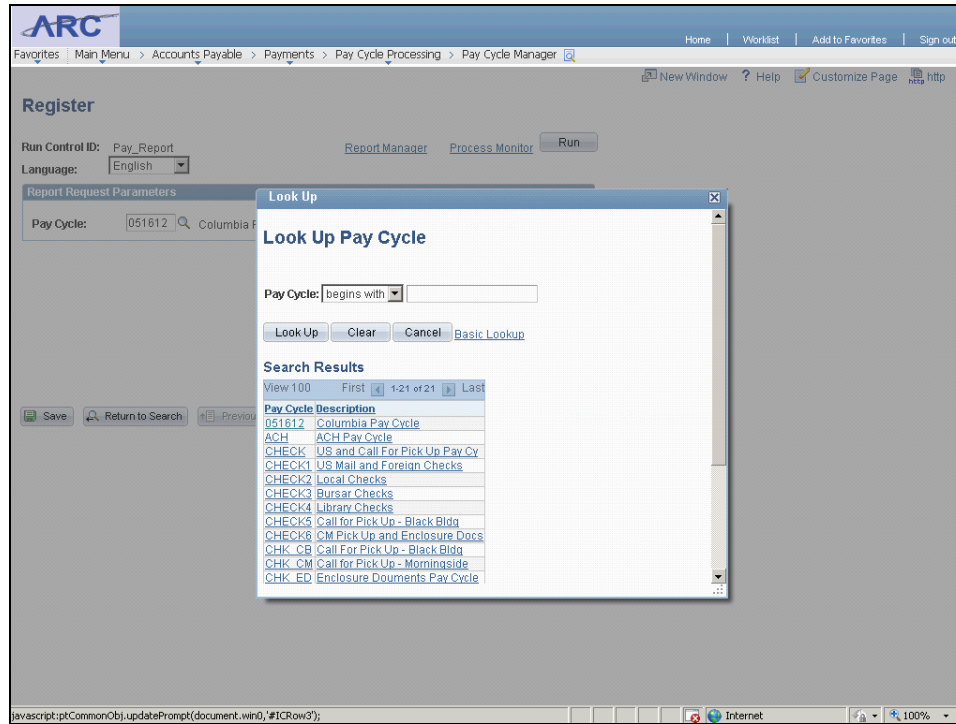 ARC
Home | Worklist | Add to Favorites | Sign out
Favorites Main Menu > Accounts Payable > Payments > Pay Cycle Processing > Pay Cycle Manager
New Window ? Help Customize Page http
Register
Run Control ID: Pay_Report Report Manager Process Monitor Run
Language: English
Report Request Parameters
Pay Cycle: 051612 Columbia
Look Up
Look Up Pay Cycle
Pay Cycle: begins with
Look Up Clear Cancel Basic Lookup
Search Results
View 100 First 1-21 of 21 Last
Pay Cycle Description
051612 Columbia Pay Cycle
ACH ACH Pay Cycle
CHECK US and Call For Pick Up Pay Cy
CHECK1 US Mail and Foreign Checks
CHECK2 Local Checks
CHECK3 Bursar Checks
CHECK4 Library Checks
CHECK5 Call for Pick Up - Black Bldg
CHECK6 CM Pick Up and Enclosure Docs
CHK_CB Call For Pick Up - Black Bldg
CHK_CM Call for Pick Up - Morningside
CHK_ED Enclosure Douments Pay Cycle
Save Return to Search Previou
javascript:ptCommonObj.updatePrompt(document.win0,'#ICRow3'); Internet 100%